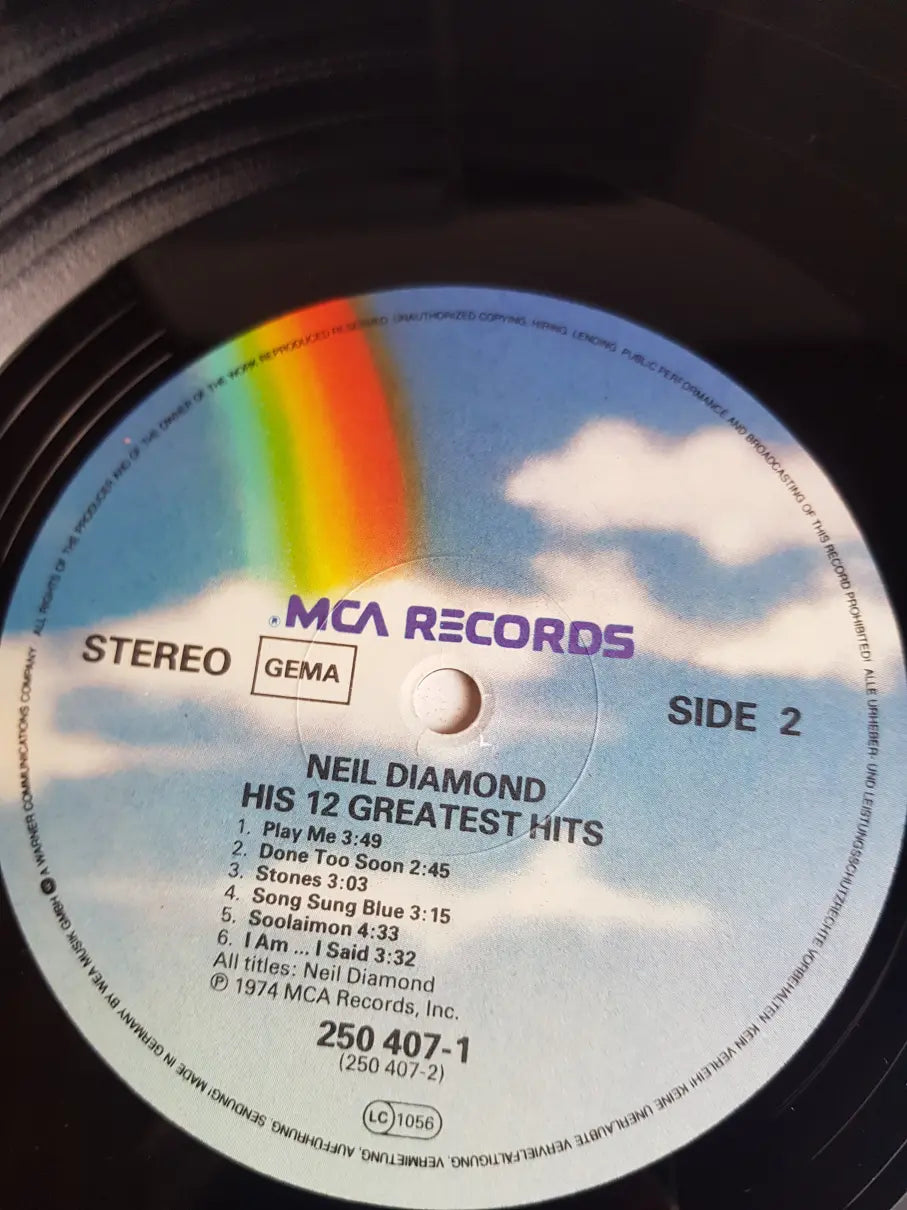 ALL RIGHTS OF THE PRODUCER AND OF THE OWNER OF THE WORK REPRODUCED RESERVED. UNAUTHORIZED COPYING, HIRING, LENDING, PUBLIC PERFORMANCE AND BROADCASTING OF THIS RECORD PROHIBITED! ALLE URHEBER- UND LEISTUNGSSCHUTZRECHTE VORBEHALTEN. KEIN VERLEIH! KEINE UNERLAUBTE VERVIELFÄLTIGUNG, VERMIETUNG, AUFFÜHRUNG, SENDUNG! MADE IN GERMANY BY WEA MUSIK GMBH A WARNER COMMUNICATIONS COMPANY
® MCA RECORDS
STEREO GEMA
SIDE 2
NEIL DIAMOND
HIS 12 GREATEST HITS
1. Play Me 3:49
2. Done Too Soon 2:45
3. Stones 3:03
4. Song Sung Blue 3:15
5. Soolaimon 4:33
6. I Am ... I Said 3:32
All titles: Neil Diamond
℗ 1974 MCA Records, Inc.
250 407-1
(250 407-2)
LC 1056